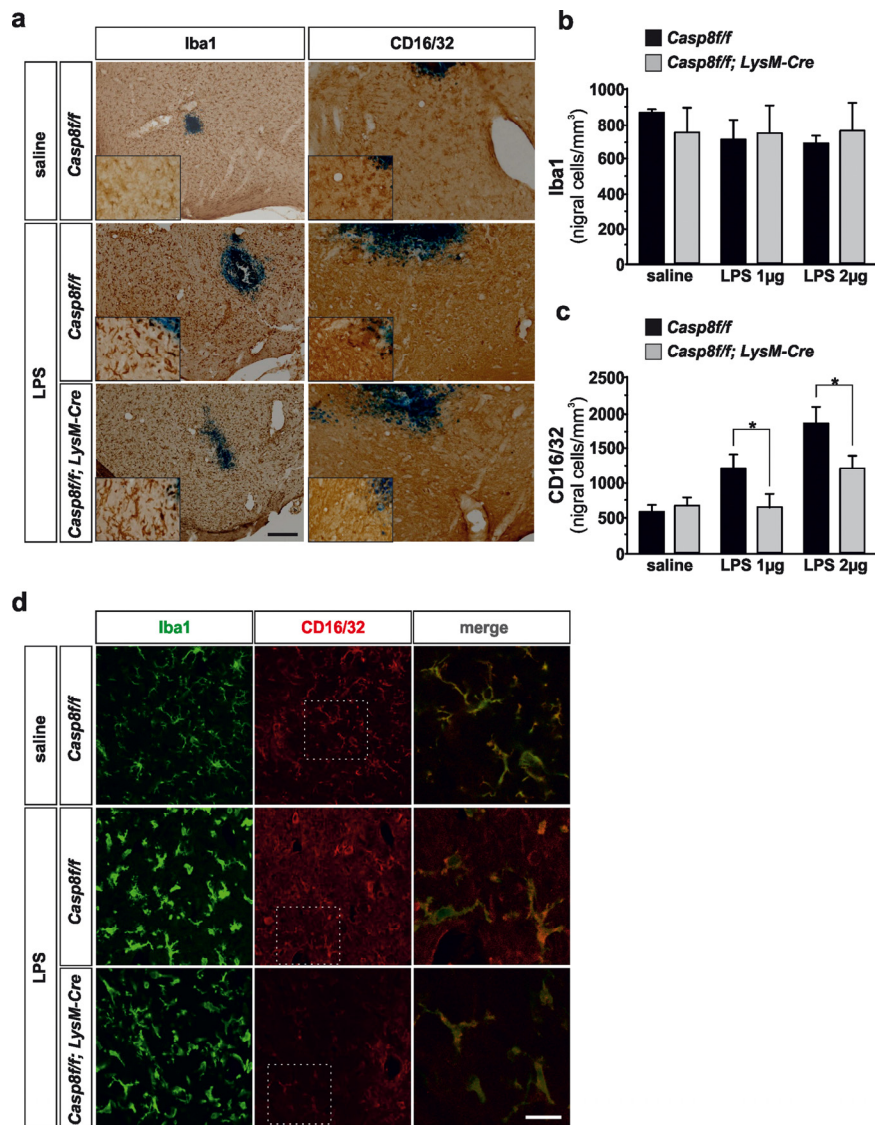 a
Iba1
CD16/32
saline
Casp8f/f
LPS
Casp8f/f
Casp8f/f; LysM-Cre
b
Casp8f/f
Casp8f/f; LysM-Cre
Iba1
(nigral cells/mm³)
1000
800
600
400
200
0
saline
LPS 1µg
LPS 2µg
c
Casp8f/f
Casp8f/f; LysM-Cre
CD16/32
(nigral cells/mm³)
2500
2000
1500
1000
500
0
*
*
saline
LPS 1µg
LPS 2µg
d
Iba1
CD16/32
merge
saline
Casp8f/f
LPS
Casp8f/f
Casp8f/f; LysM-Cre